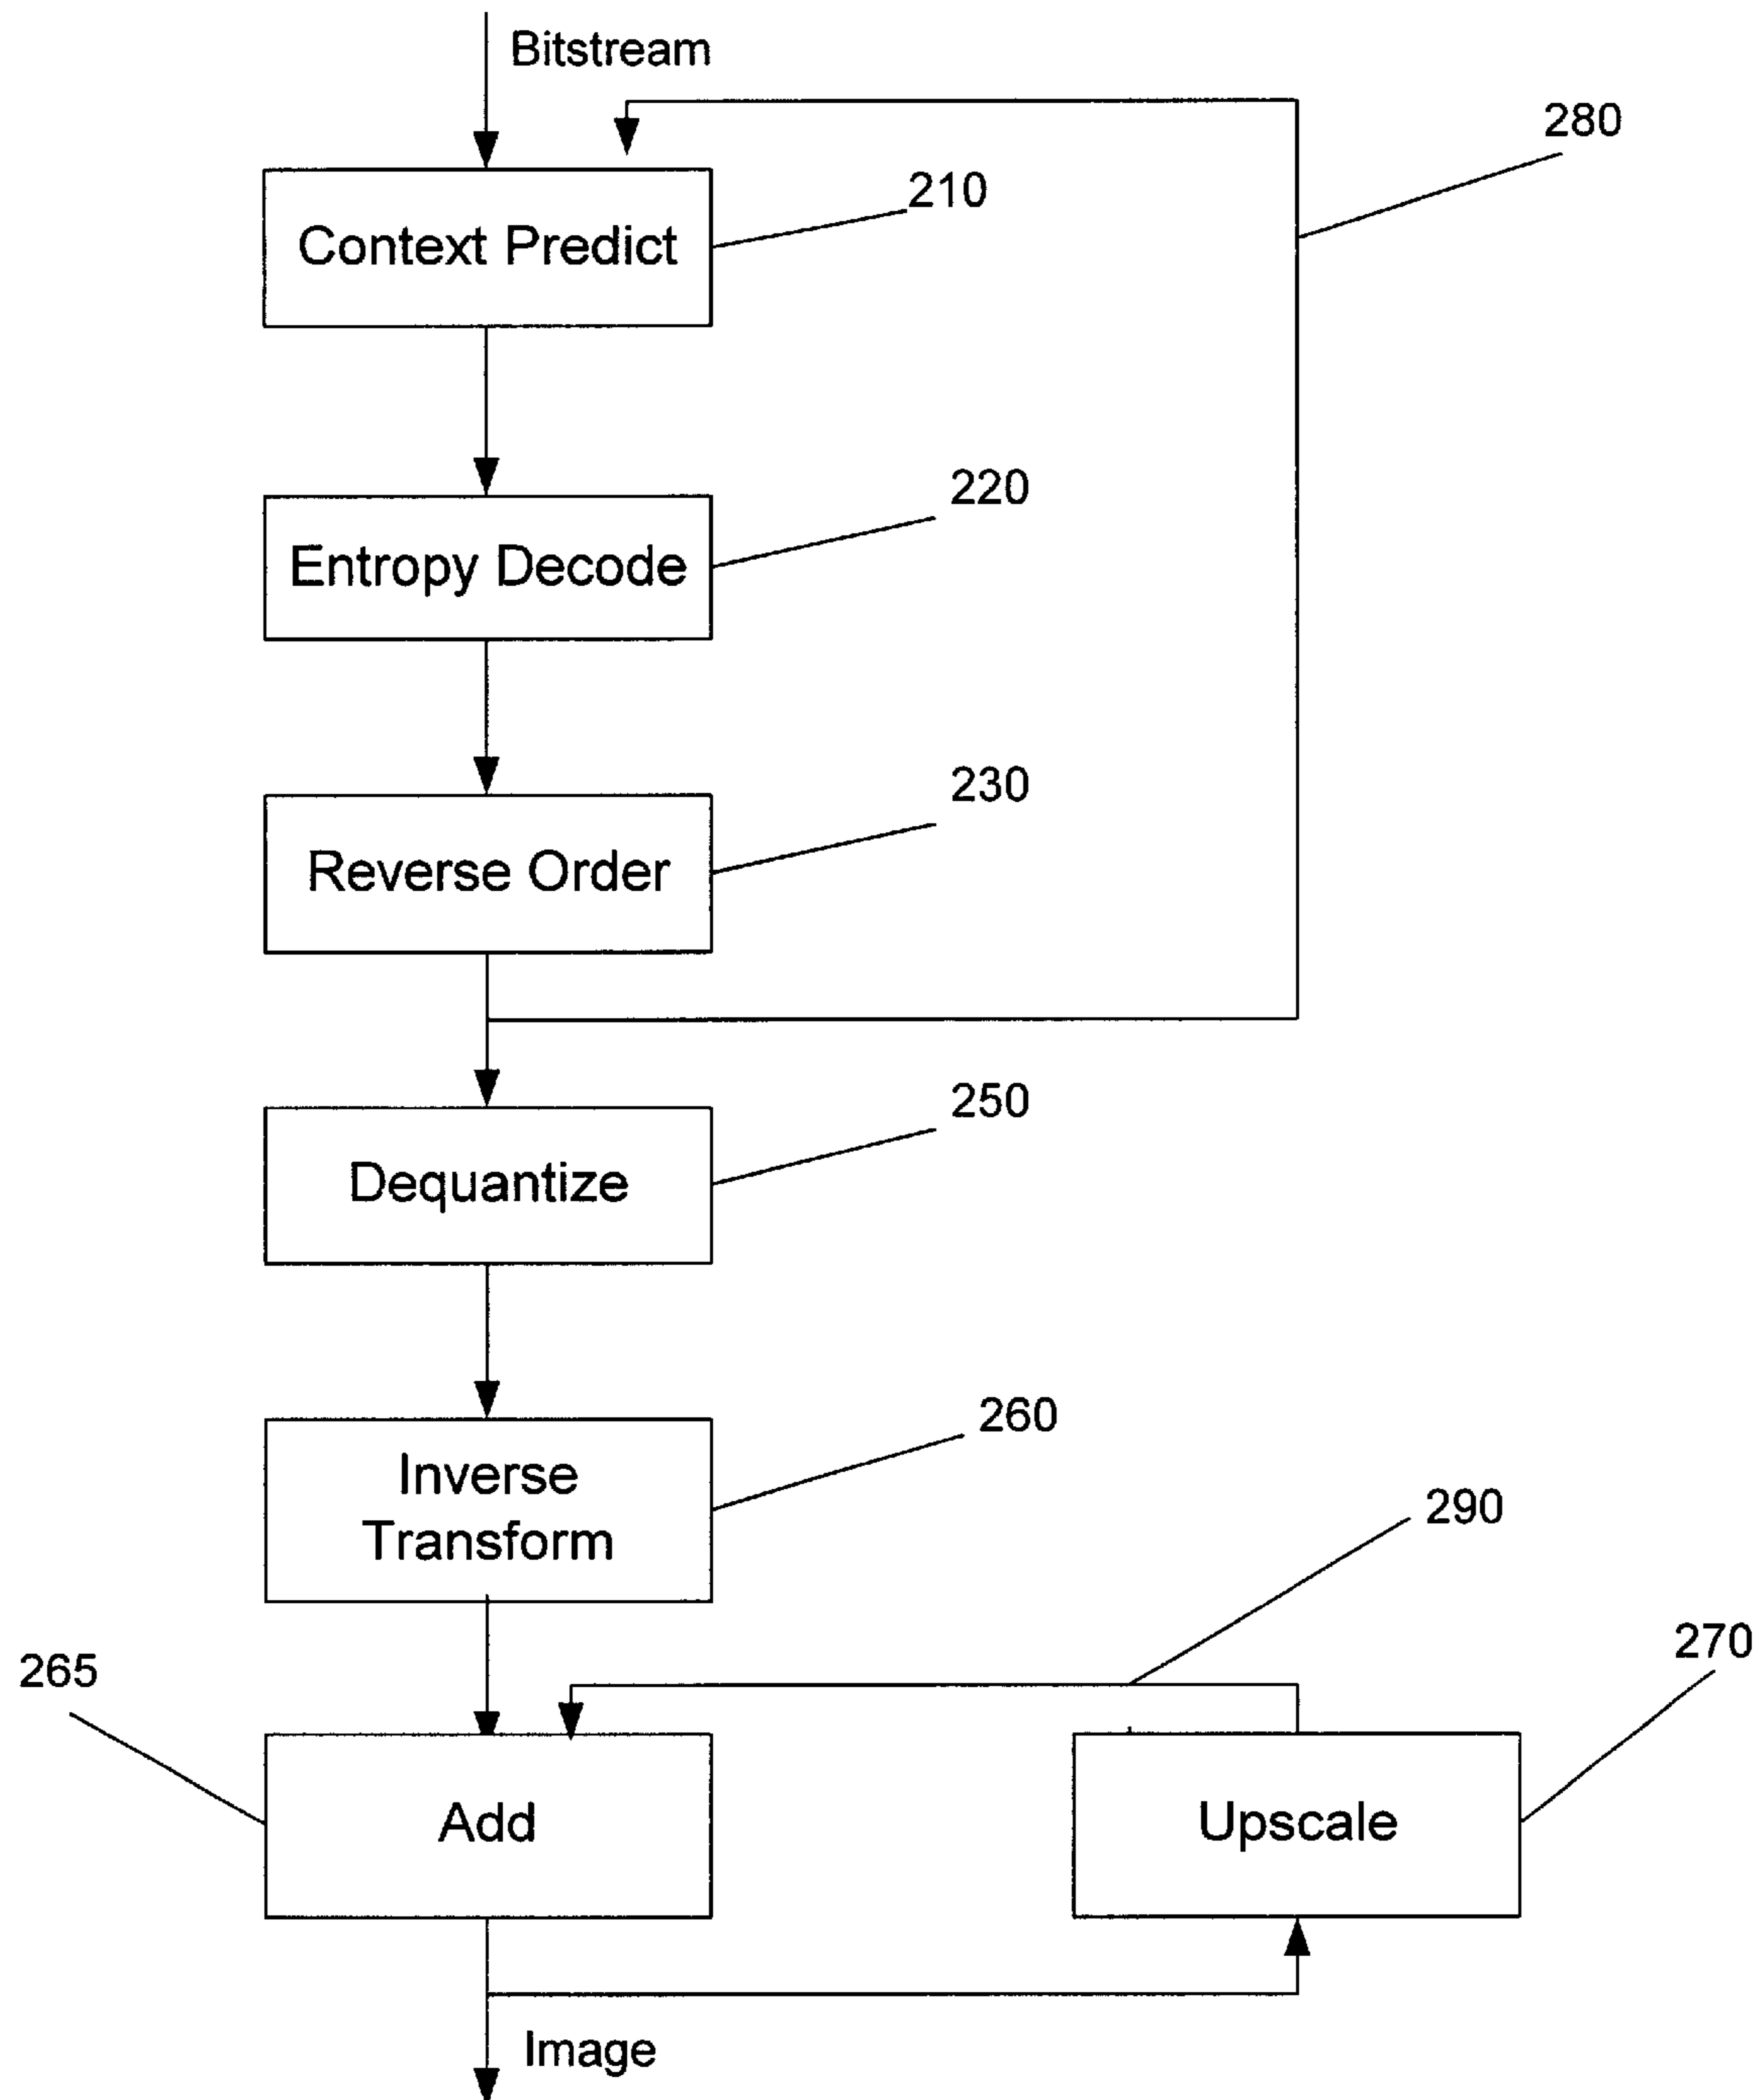 Bitstream
280
210
Context Predict
220
Entropy Decode
230
Reverse Order
250
Dequantize
260
Inverse
Transform
290
265
270
Add
Upscale
Image